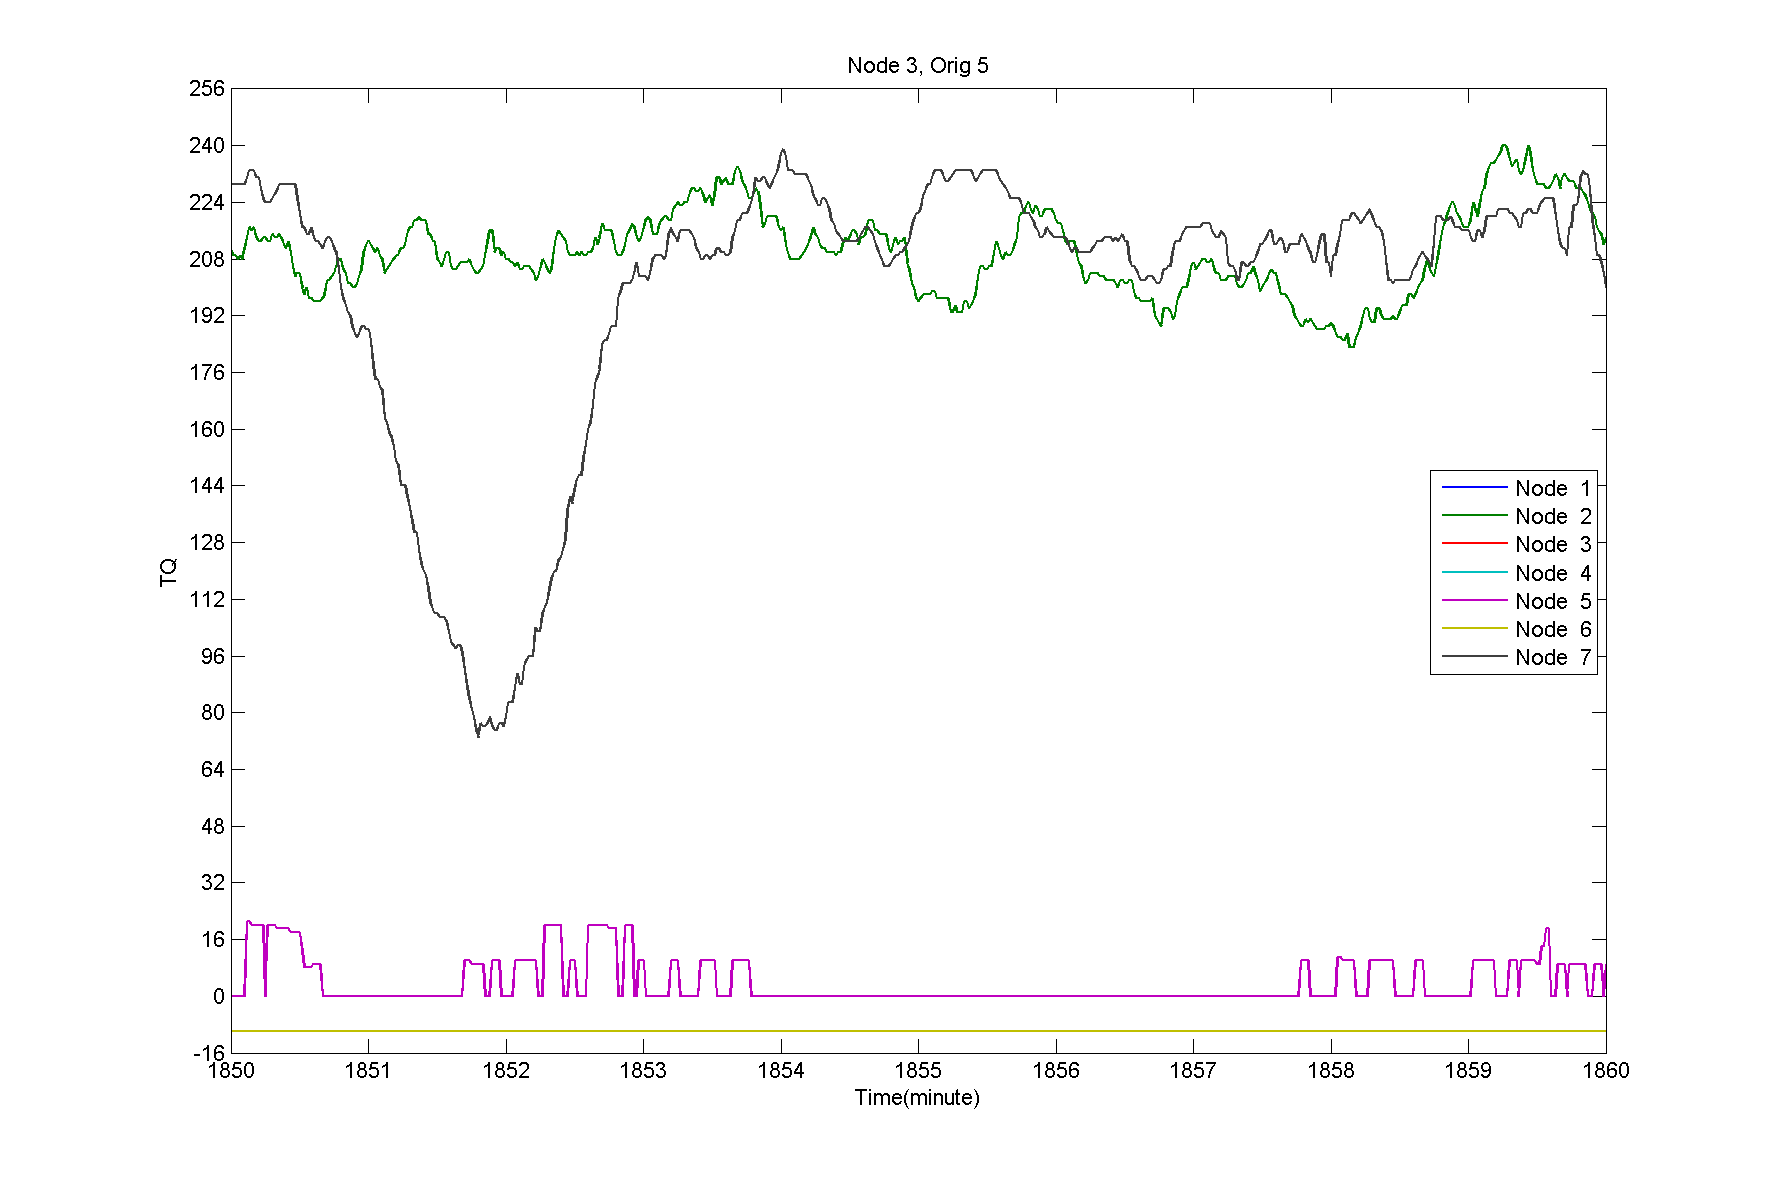 Node 3, Orig 5
256
240
224
208
192
176
160
144
128
112
96
80
64
48
32
16
0
-16
TQ
Node 1
Node 2
Node 3
Node 4
Node 5
Node 6
Node 7
1850 1851 1852 1853 1854 1855 1856 1857 1858 1859 1860
Time(minute)